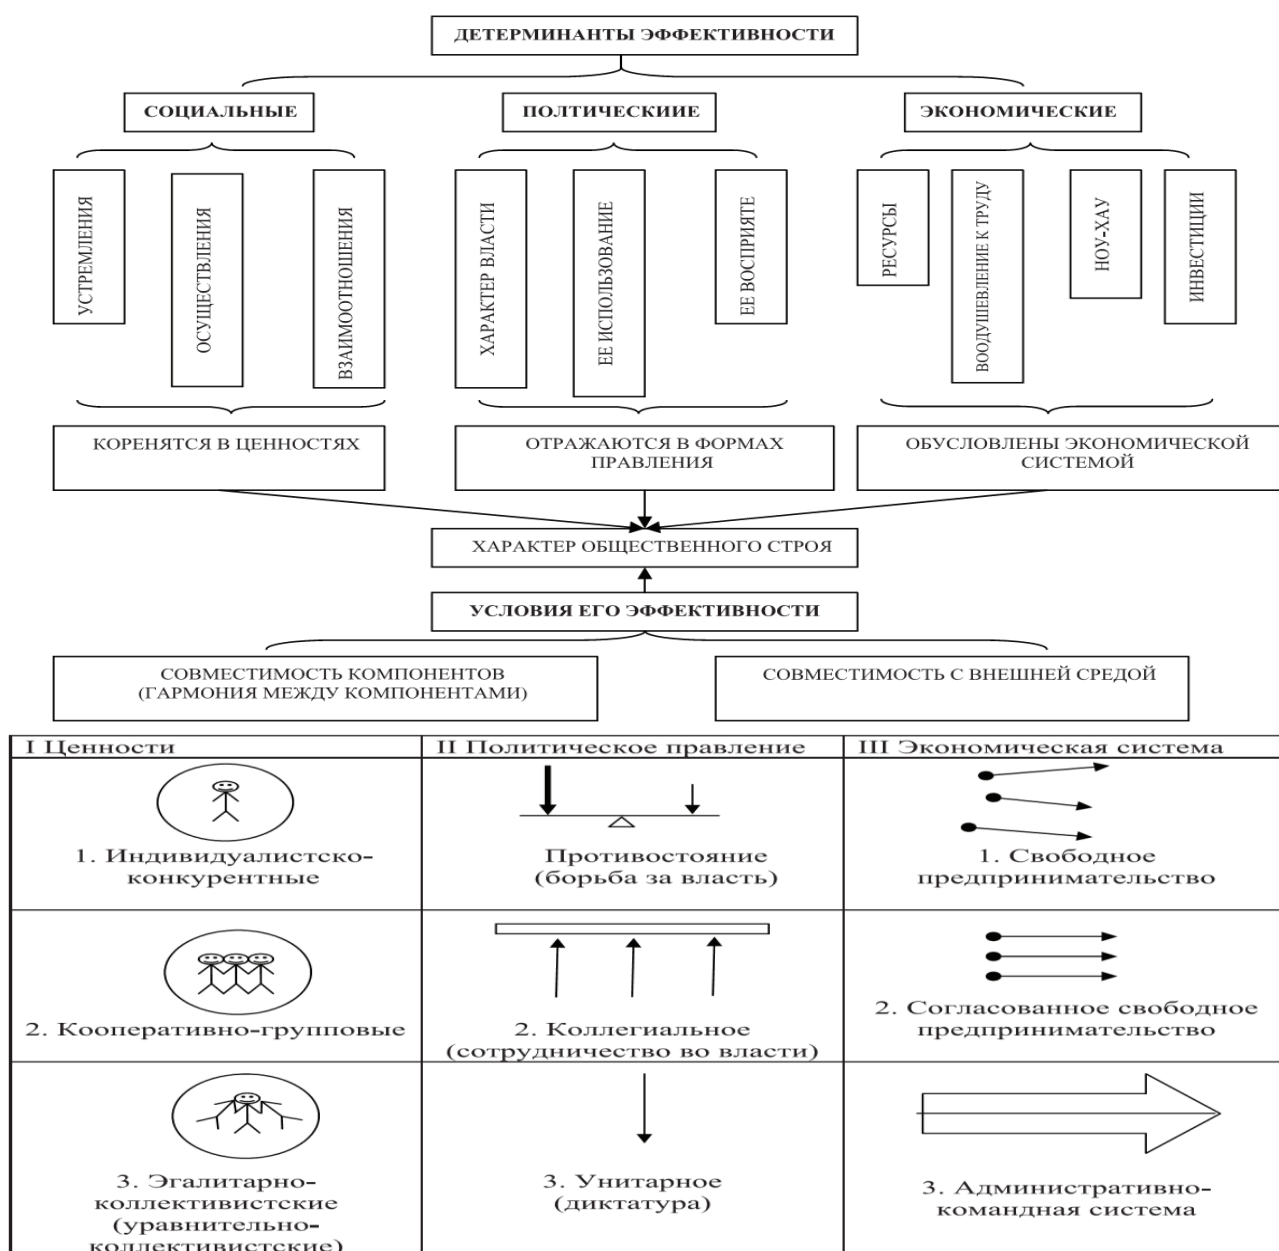 ДЕТЕРМИНАНТЫ ЭФФЕКТИВНОСТИ
СОЦИАЛЬНЫЕ
ПОЛТИЧЕСКИИЕ
ЭКОНОМИЧЕСКИЕ
УСТРЕМЛЕНИЯ
ОСУЩЕСТВЛЕНИЯ
ВЗАИМООТНОШЕНИЯ
ХАРАКТЕР ВЛАСТИ
ЕЕ ИСПОЛЬЗОВАНИЕ
ЕЕ ВОСПРИЯТЕ
РЕСУРСЫ
ВООДУШЕВЛЕНИЕ К ТРУДУ
НОУ-ХАУ
ИНВЕСТИЦИИ
КОРЕНЯТСЯ В ЦЕННОСТЯХ
ОТРАЖАЮТСЯ В ФОРМАХ
ПРАВЛЕНИЯ
ОБУСЛОВЛЕНЫ ЭКОНОМИЧЕСКОЙ
СИСТЕМОЙ
ХАРАКТЕР ОБЩЕСТВЕННОГО СТРОЯ
УСЛОВИЯ ЕГО ЭФФЕКТИВНОСТИ
СОВМЕСТИМОСТЬ КОМПОНЕНТОВ
(ГАРМОНИЯ МЕЖДУ КОМПОНЕНТАМИ)
СОВМЕСТИМОСТЬ С ВНЕШНЕЙ СРЕДОЙ
I Ценности
II Политическое правление
III Экономическая система
1. Индивидуалистско-
конкурентные
Противостояние
(борьба за власть)
1. Свободное
предпринимательство
2. Кооперативно-групповые
2. Коллегиальное
(сотрудничество во власти)
2. Согласованное свободное
предпринимательство
3. Эгалитарно-
коллективистские
(уравнительно-
коллективистские)
3. Унитарное
(диктатура)
3. Административно-
командная система